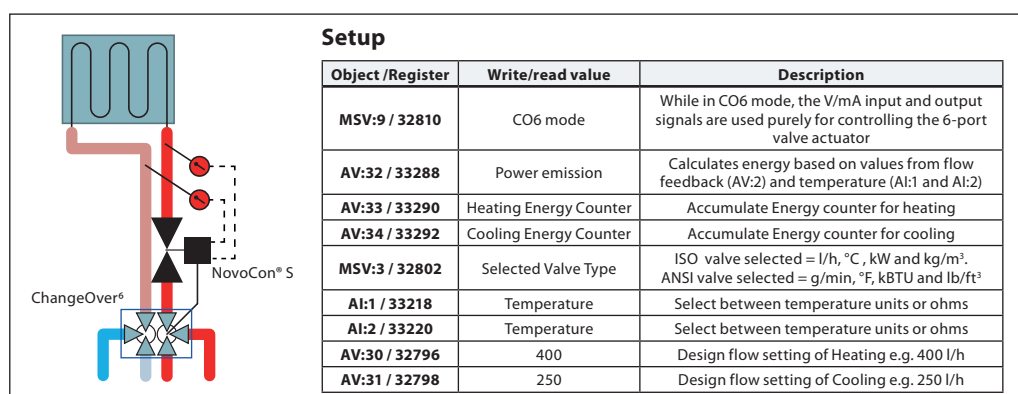 Setup
Object /Register Write/read value Description
MSV:9 / 32810 CO6 mode While in CO6 mode, the V/mA input and output
signals are used purely for controlling the 6-port
valve actuator
AV:32 / 33288 Power emission Calculates energy based on values from flow
feedback (AV:2) and temperature (AI:1 and AI:2)
AV:33 / 33290 Heating Energy Counter Accumulate Energy counter for heating
AV:34 / 33292 Cooling Energy Counter Accumulate Energy counter for cooling
MSV:3 / 32802 Selected Valve Type ISO valve selected = l/h, °C , kW and kg/m³.
ANSI valve selected = g/min, °F, kBTU and lb/ft³
AI:1 / 33218 Temperature Select between temperature units or ohms
AI:2 / 33220 Temperature Select between temperature units or ohms
AV:30 / 32796 400 Design flow setting of Heating e.g. 400 l/h
AV:31 / 32798 250 Design flow setting of Cooling e.g. 250 l/h
NovoCon® S
ChangeOver⁶